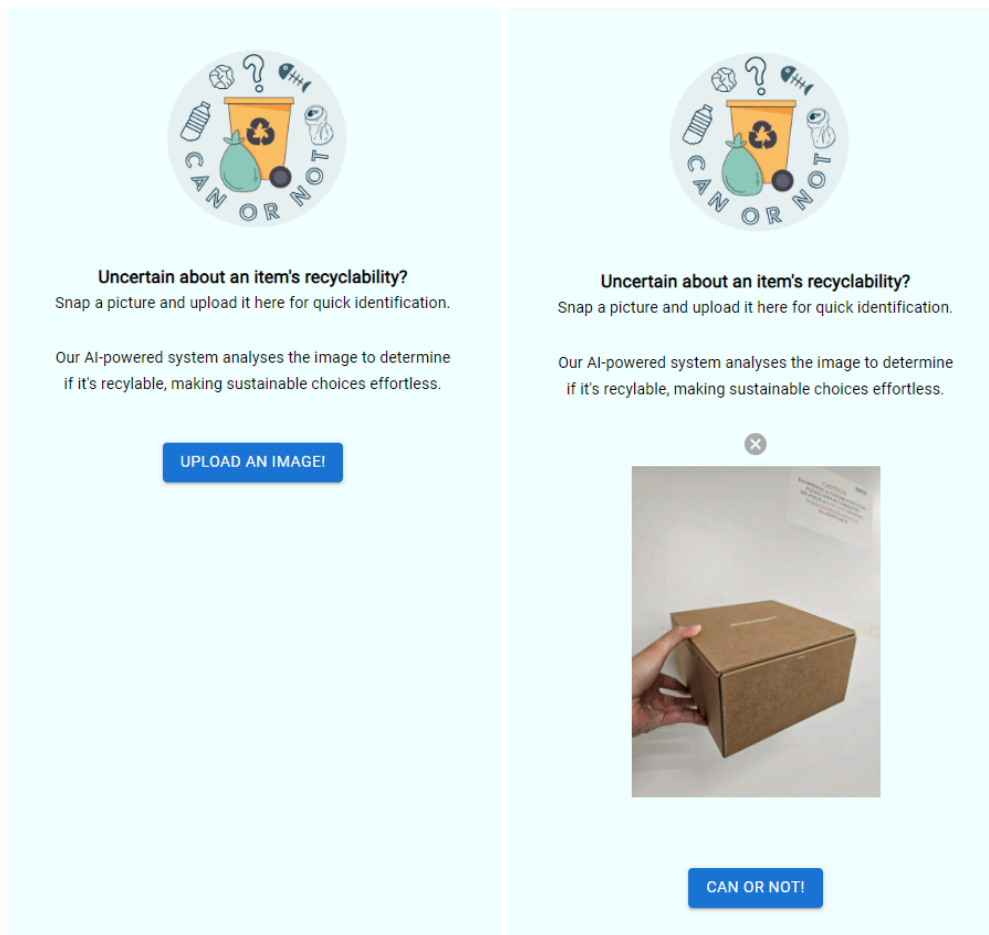 CAN OR NOT
Uncertain about an item's recyclability?
Snap a picture and upload it here for quick identification.
Our AI-powered system analyses the image to determine
if it's recylable, making sustainable choices effortless.
UPLOAD AN IMAGE!
CAN OR NOT
Uncertain about an item's recyclability?
Snap a picture and upload it here for quick identification.
Our AI-powered system analyses the image to determine
if it's recylable, making sustainable choices effortless.
CAN OR NOT!